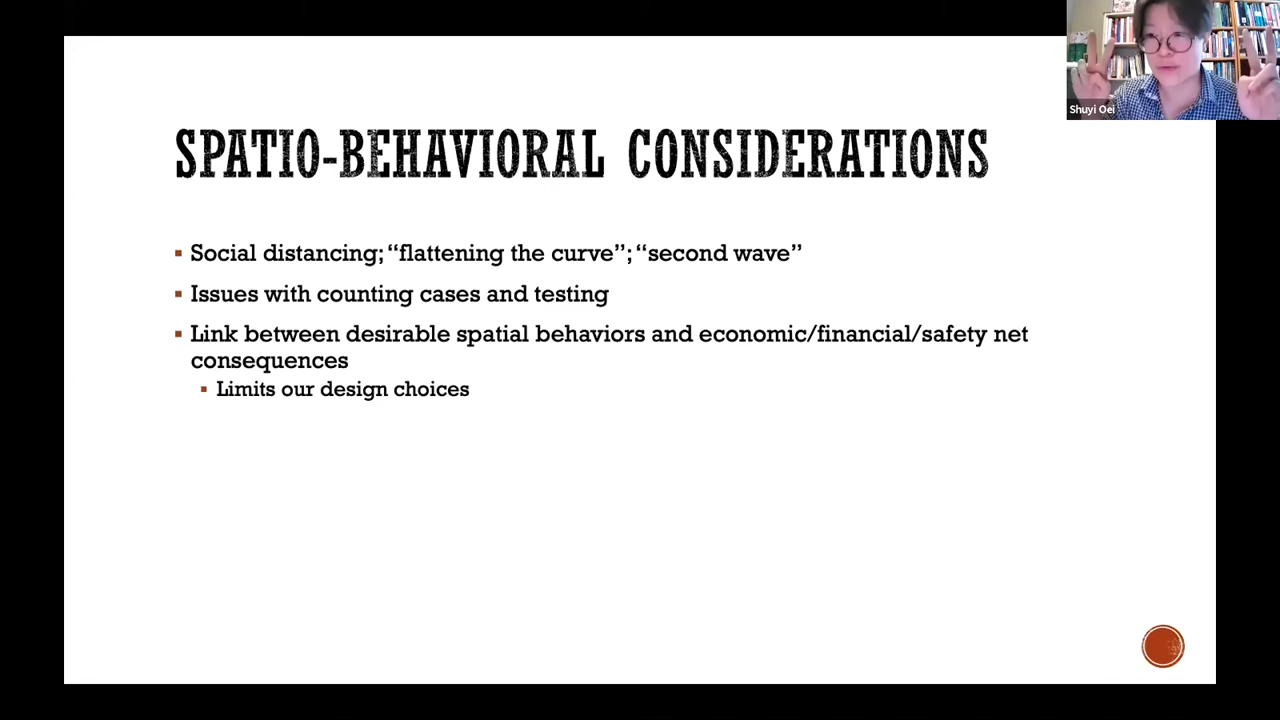 Shuyi Oei
SPATIO-BEHAVIORAL CONSIDERATIONS
▪ Social distancing; “flattening the curve”; “second wave”
▪ Issues with counting cases and testing
▪ Link between desirable spatial behaviors and economic/financial/safety net
consequences
▪ Limits our design choices